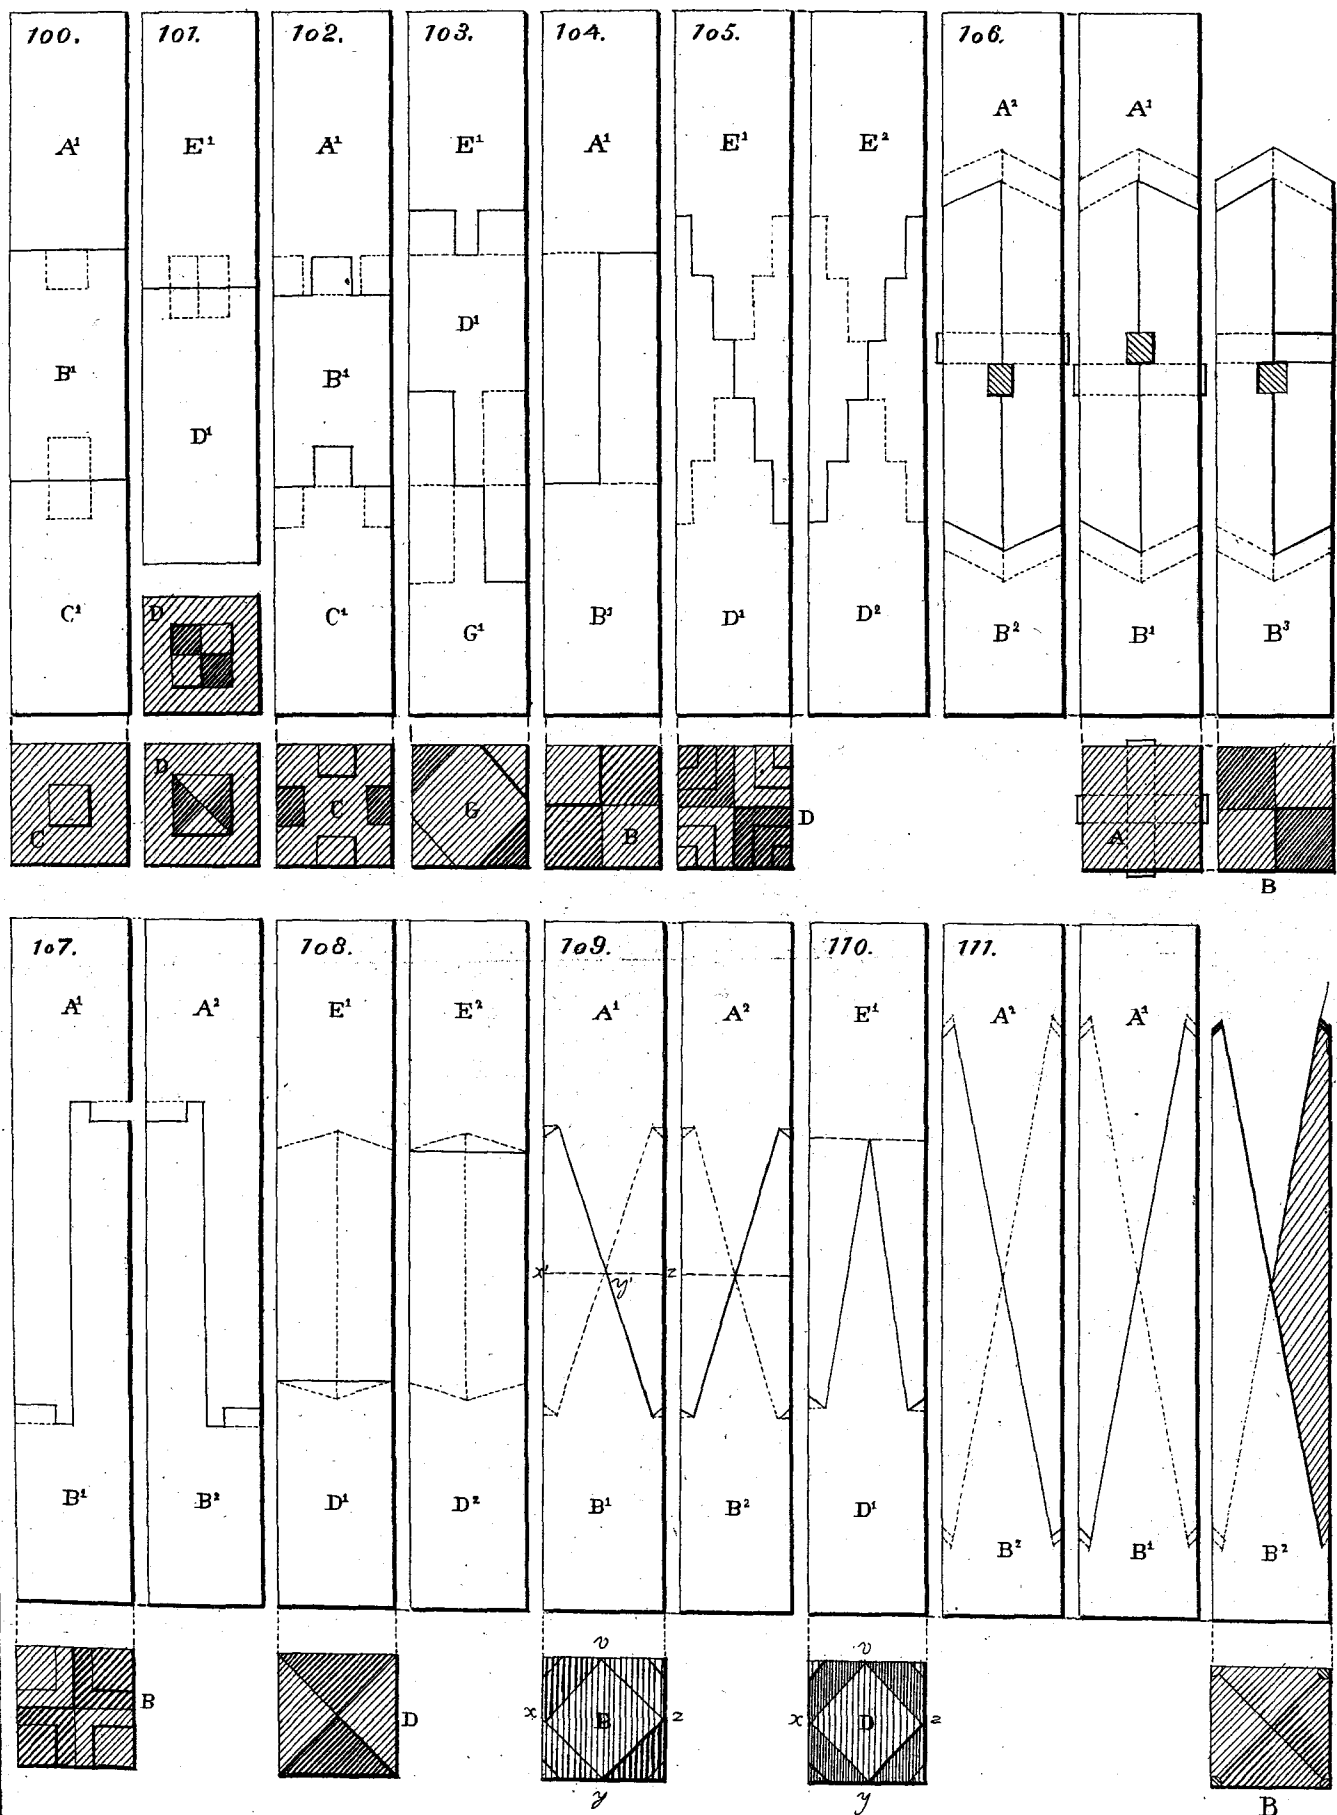 100. 101. 102. 103. 104. 105. 106.
A² A¹
A¹ E¹ A¹ E¹ A¹ E¹ E²
D¹
B¹ B¹
D¹
C¹ C¹ G¹ B¹ D¹ D² B² B¹ B³
D
D
C C G B D A
B
107. 108. 109. 110. 111.
A¹ A² E¹ E² A¹ A² E¹ A² A¹
x' y' z
B¹ B² D¹ D² B¹ B² D¹ B² B¹ B²
v v
B D x B z x D z
y y B